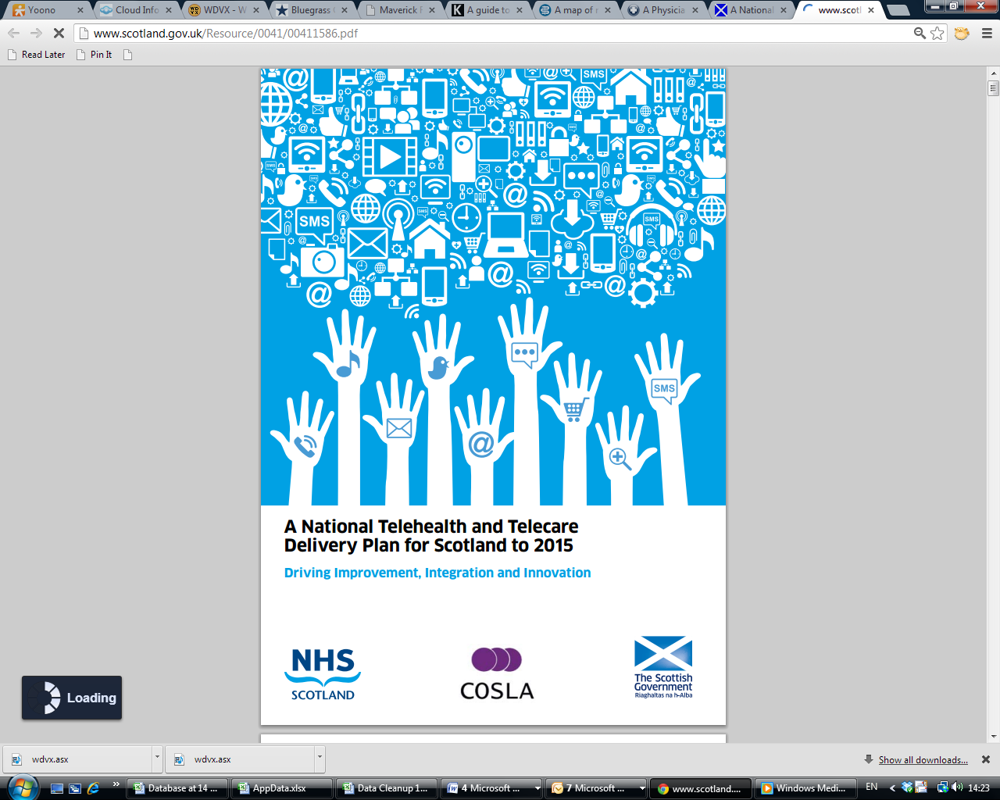 Yoono
Cloud Info
WDVX - W
Bluegrass
Maverick
A guide to
A map of
A Physicia
A National
www.scotl
www.scotland.gov.uk/Resource/0041/00411586.pdf
Read Later
Pin It
SMS
SMS
SMS
SMS
SMS
SMS
A National Telehealth and Telecare
Delivery Plan for Scotland to 2015
Driving Improvement, Integration and Innovation
NHS
SCOTLAND
COSLA
The Scottish
Government
Riaghaltas na h-Alba
Loading
wdvx.asx
wdvx.asx
Show all downloads...
Database at 14 ...
AppData.xlsx
Data Cleanup 1...
4 Microsoft ...
7 Microsoft ...
www.scotland....
Windows Medi...
EN
14:23